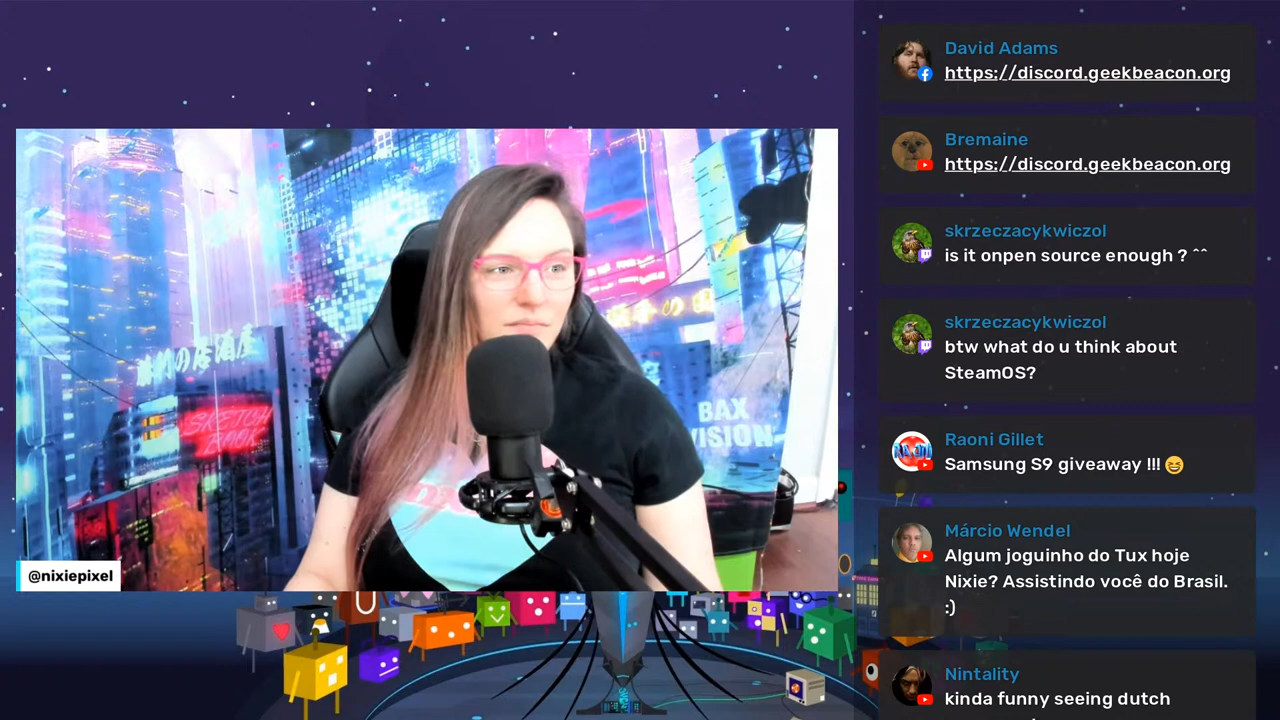 David Adams
https://discord.geekbeacon.org
Bremaine
https://discord.geekbeacon.org
skrzeczacykwiczol
is it onpen source enough ? ^^
skrzeczacykwiczol
btw what do u think about
SteamOS?
Raoni Gillet
Samsung S9 giveaway !!! 😆
Márcio Wendel
Algum joguinho do Tux hoje
Nixie? Assistindo você do Brasil.
:)
Nintality
kinda funny seeing dutch
SKETCH
BOOK
BAX
VISION
@nixiepixel